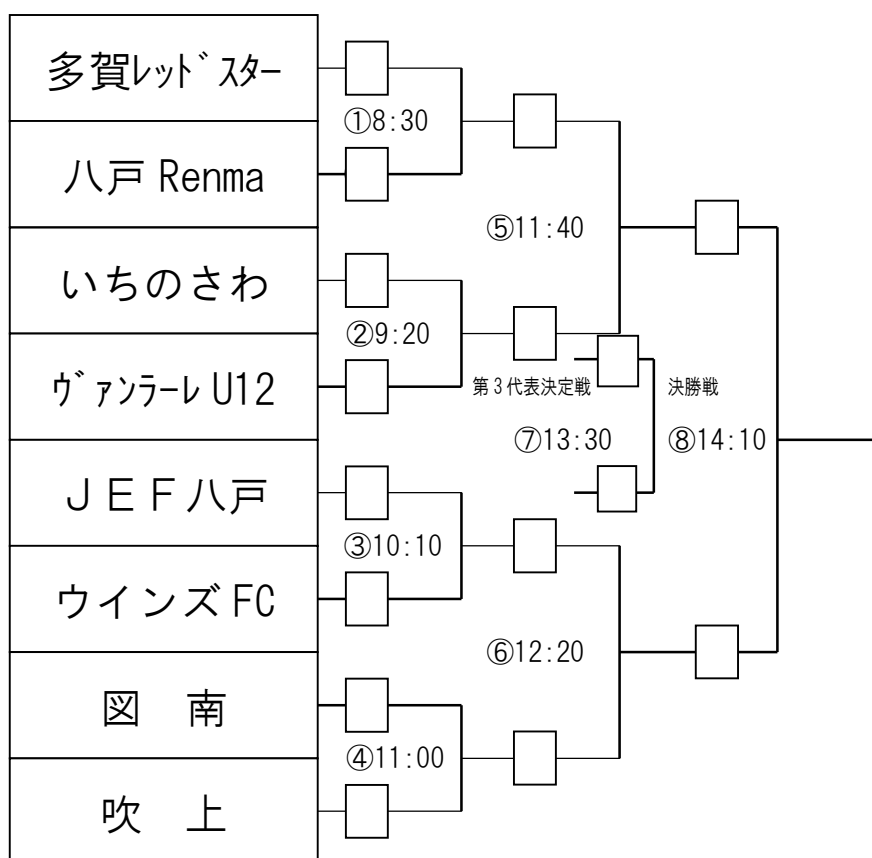 多賀ﾚｯﾄﾞｽﾀｰ
①8:30
八戸 Renma
⑤11:40
いちのさわ
②9:20
ｳﾞｧﾝﾗｰﾚ U12
第3代表決定戦
決勝戦
⑦13:30
⑧14:10
ＪＥＦ八戸
③10:10
ウインズ FC
⑥12:20
図　南
④11:00
吹　上